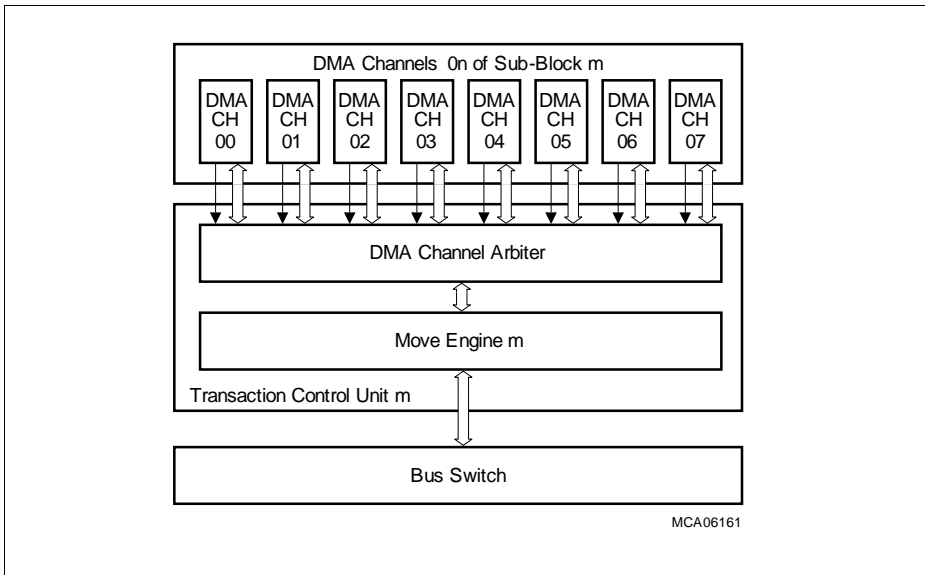 DMA Channels 0n of Sub-Block m
DMA CH 00
DMA CH 01
DMA CH 02
DMA CH 03
DMA CH 04
DMA CH 05
DMA CH 06
DMA CH 07
DMA Channel Arbiter
Move Engine m
Transaction Control Unit m
Bus Switch
MCA06161